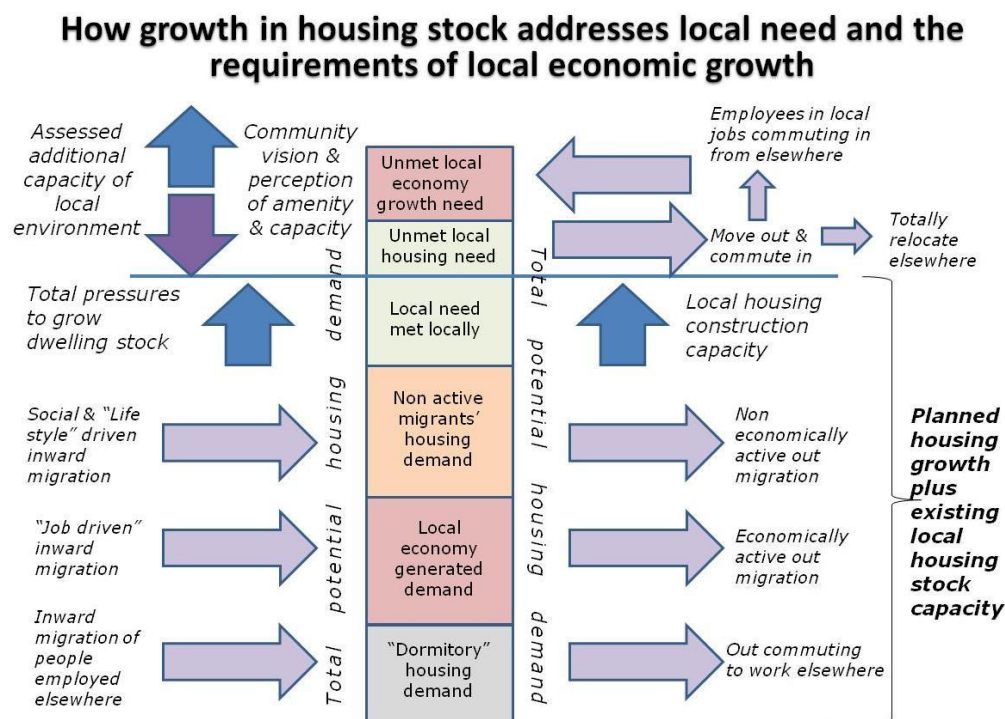 How growth in housing stock addresses local need and the
requirements of local economic growth
Assessed
additional
capacity of
local
environment
Community
vision &
perception
of amenity
& capacity
Unmet local
economy
growth need
Employees in local
jobs commuting in
from elsewhere
Unmet local
housing need
Move out &
commute in
Totally
relocate
elsewhere
Total pressures
to grow
dwelling stock
Local need
met locally
Local housing
construction
capacity
Social & “Life
style” driven
inward
migration
Non active
migrants’
housing
demand
Non
economically
active out
migration
“Job driven”
inward
migration
Local
economy
generated
demand
Economically
active out
migration
Inward
migration of
people
employed
elsewhere
“Dormitory”
housing
demand
Out commuting
to work elsewhere
Total potential housing demand
Total potential housing demand
Planned
housing
growth
plus
existing
local
housing
stock
capacity